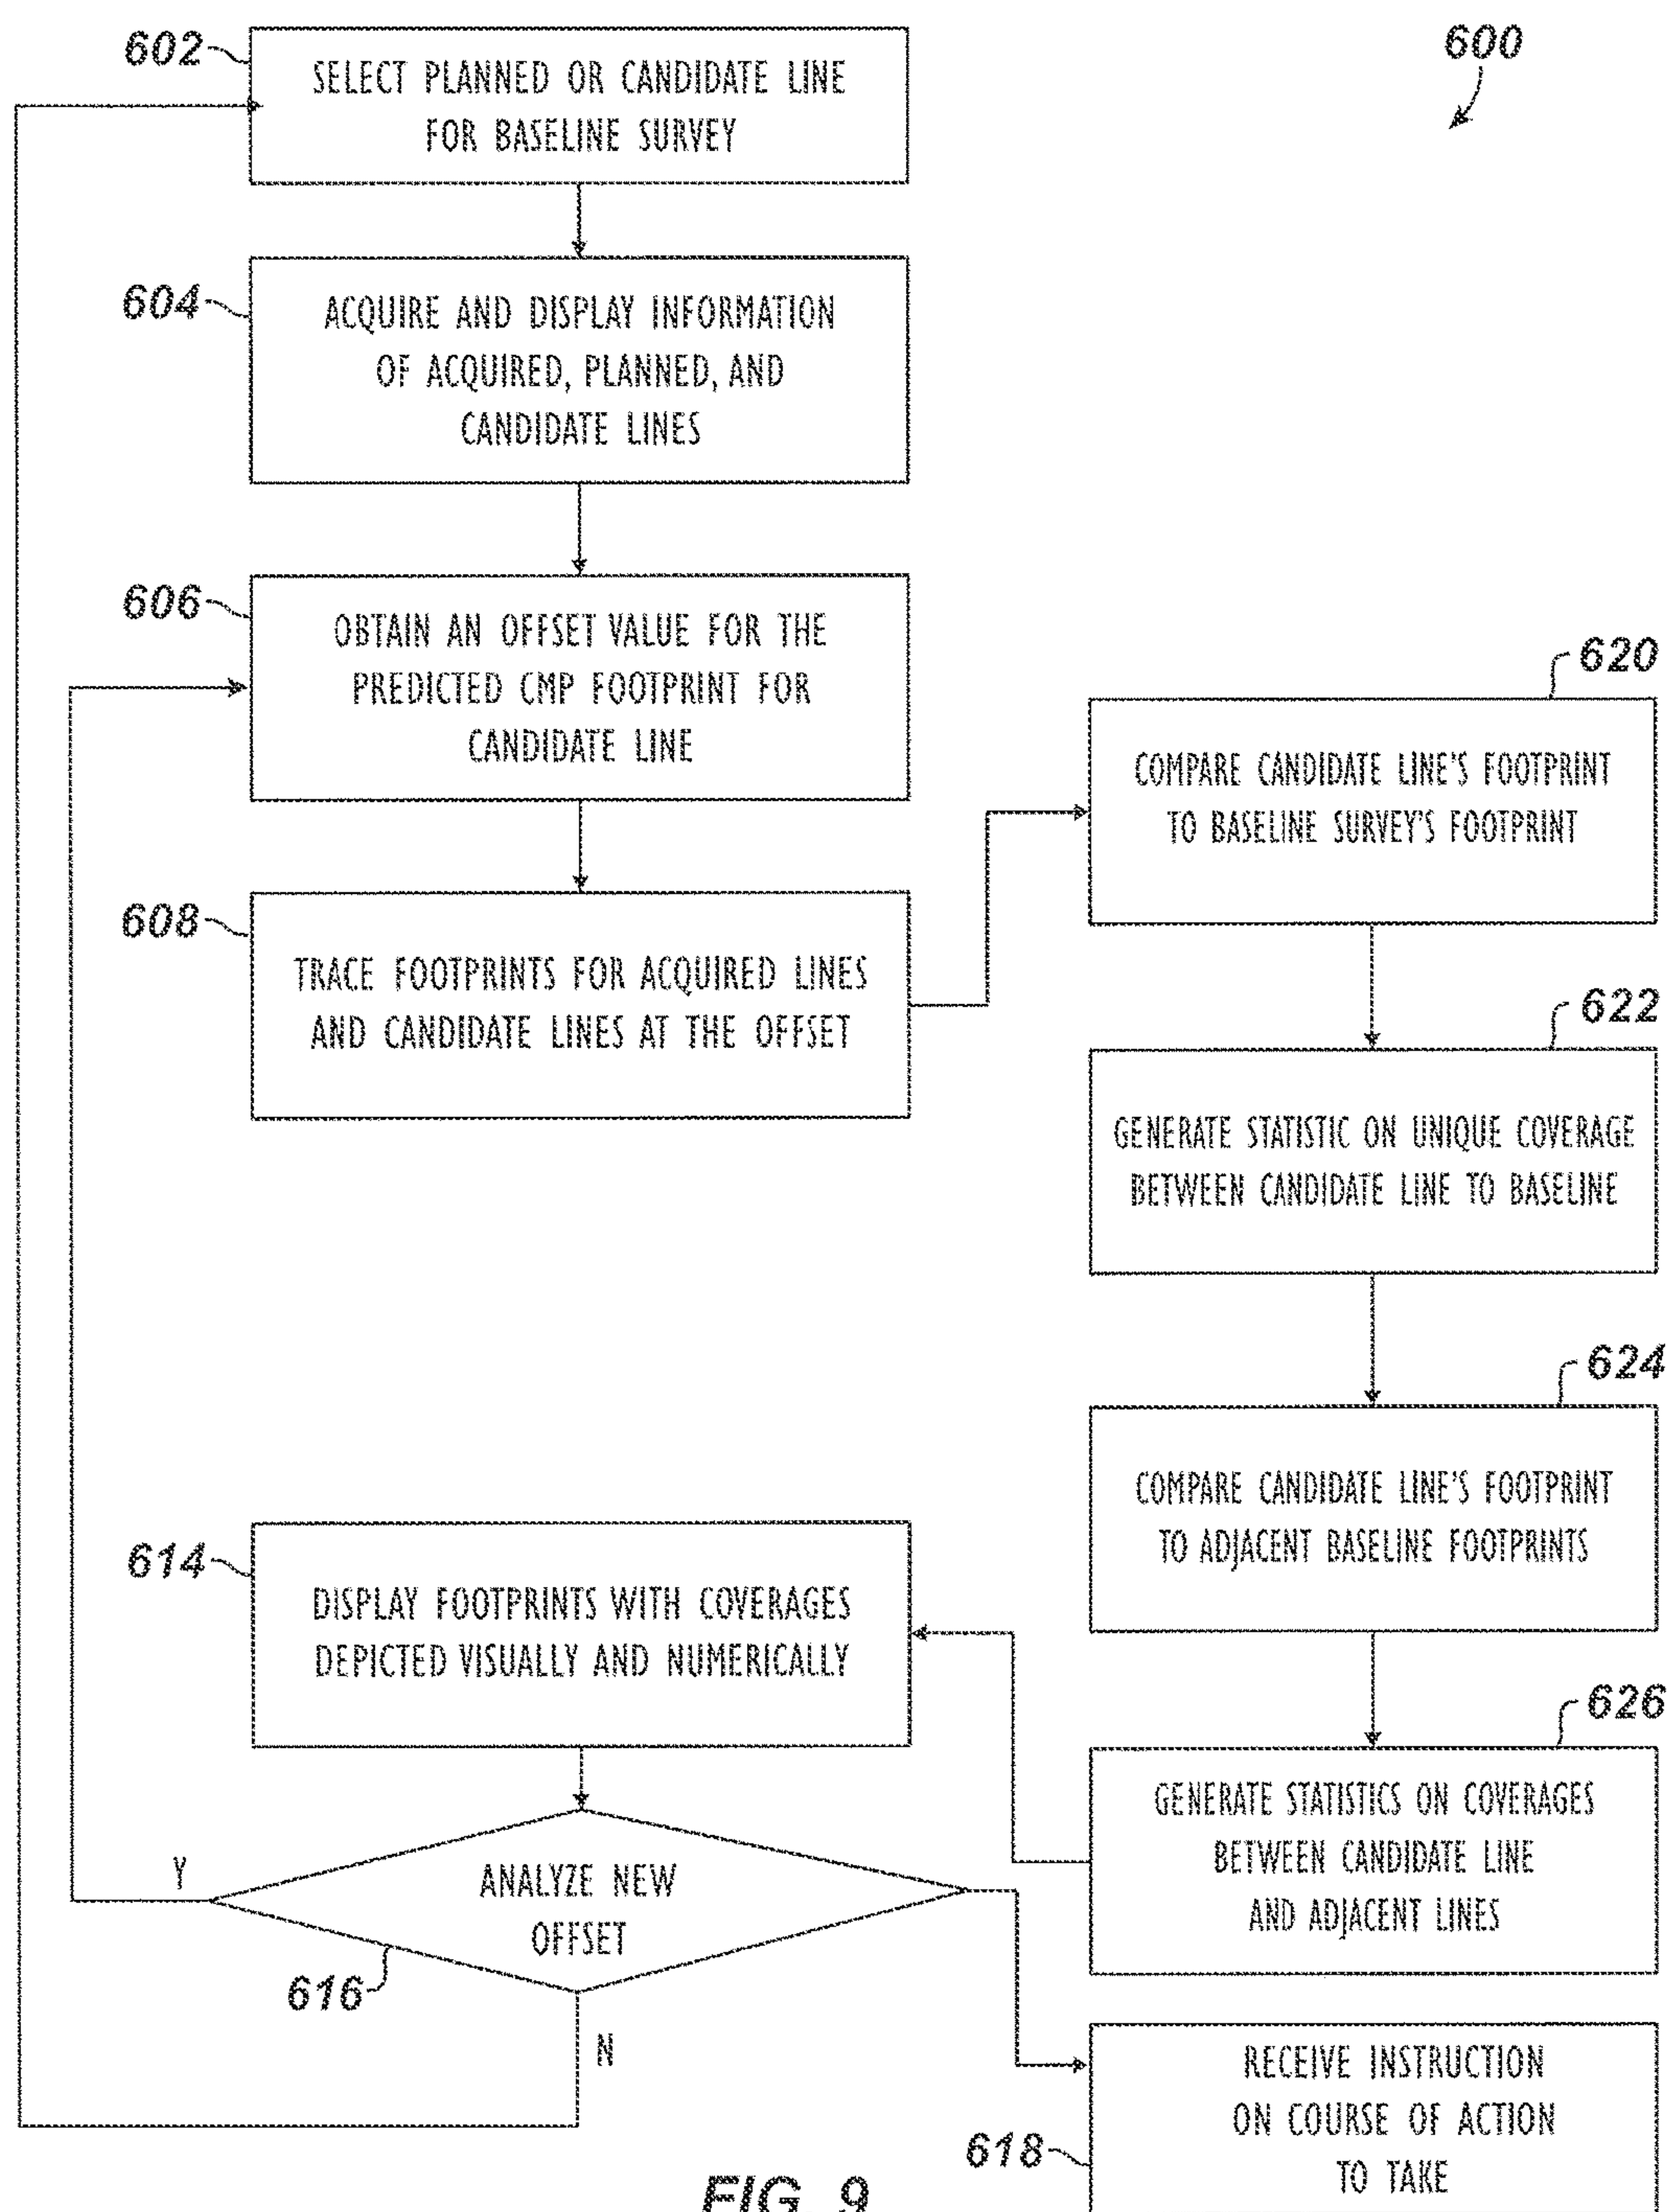 600
602
SELECT PLANNED OR CANDIDATE LINE
FOR BASELINE SURVEY
604
ACQUIRE AND DISPLAY INFORMATION
OF ACQUIRED, PLANNED, AND
CANDIDATE LINES
606
OBTAIN AN OFFSET VALUE FOR THE
PREDICTED CMP FOOTPRINT FOR
CANDIDATE LINE
608
TRACE FOOTPRINTS FOR ACQUIRED LINES
AND CANDIDATE LINES AT THE OFFSET
620
COMPARE CANDIDATE LINE'S FOOTPRINT
TO BASELINE SURVEY'S FOOTPRINT
622
GENERATE STATISTIC ON UNIQUE COVERAGE
BETWEEN CANDIDATE LINE TO BASELINE
624
COMPARE CANDIDATE LINE'S FOOTPRINT
TO ADJACENT BASELINE FOOTPRINTS
626
GENERATE STATISTICS ON COVERAGES
BETWEEN CANDIDATE LINE
AND ADJACENT LINES
614
DISPLAY FOOTPRINTS WITH COVERAGES
DEPICTED VISUALLY AND NUMERICALLY
Y
ANALYZE NEW
OFFSET
616
N
618
RECEIVE INSTRUCTION
ON COURSE OF ACTION
TO TAKE
FIG. 9